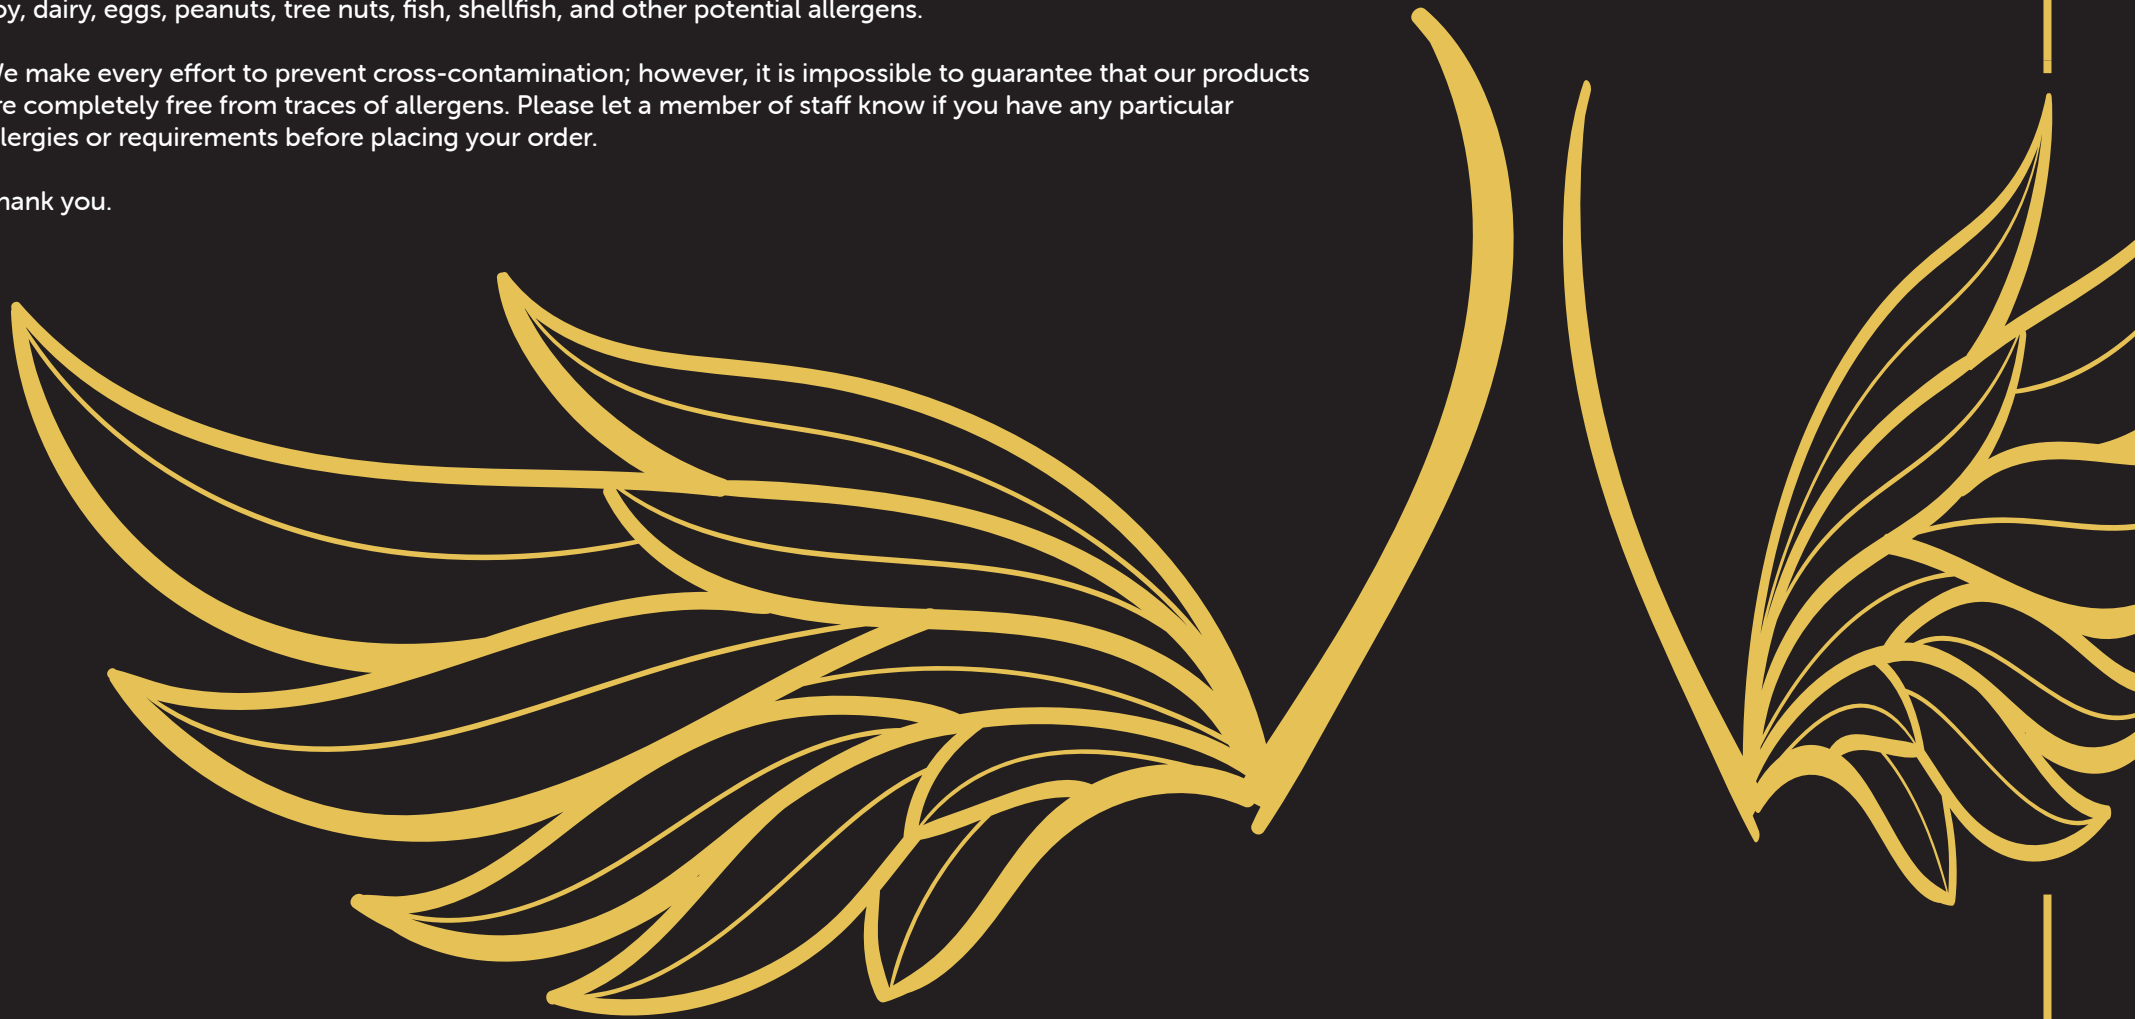 oy, dairy, eggs, peanuts, tree nuts, fish, shellfish, and other potential allergens.
e make every effort to prevent cross-contamination; however, it is impossible to guarantee that our products
re completely free from traces of allergens. Please let a member of staff know if you have any particular
lergies or requirements before placing your order.
hank you.